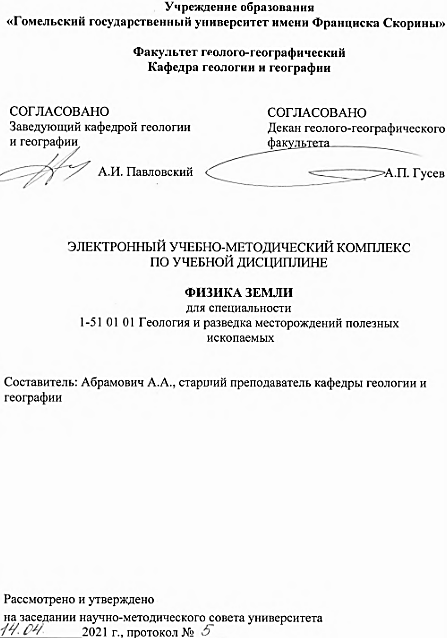 Учреждение образования
«Гомельский государственный университет имени Франциска Скорины»
Факультет геолого-географический
Кафедра геологии и географии
СОГЛАСОВАНО
Заведующий кафедрой геологии
и географии
А.И. Павловский
СОГЛАСОВАНО
Декан геолого-географического
факультета
А.П. Гусев
ЭЛЕКТРОННЫЙ УЧЕБНО-МЕТОДИЧЕСКИЙ КОМПЛЕКС
ПО УЧЕБНОЙ ДИСЦИПЛИНЕ
ФИЗИКА ЗЕМЛИ
для специальности
1-51 01 01 Геология и разведка месторождений полезных
ископаемых
Составитель: Абрамович А.А., старший преподаватель кафедры геологии и
географии
Рассмотрено и утверждено
на заседании научно-методического совета университета
14.04. 2021 г., протокол № 5